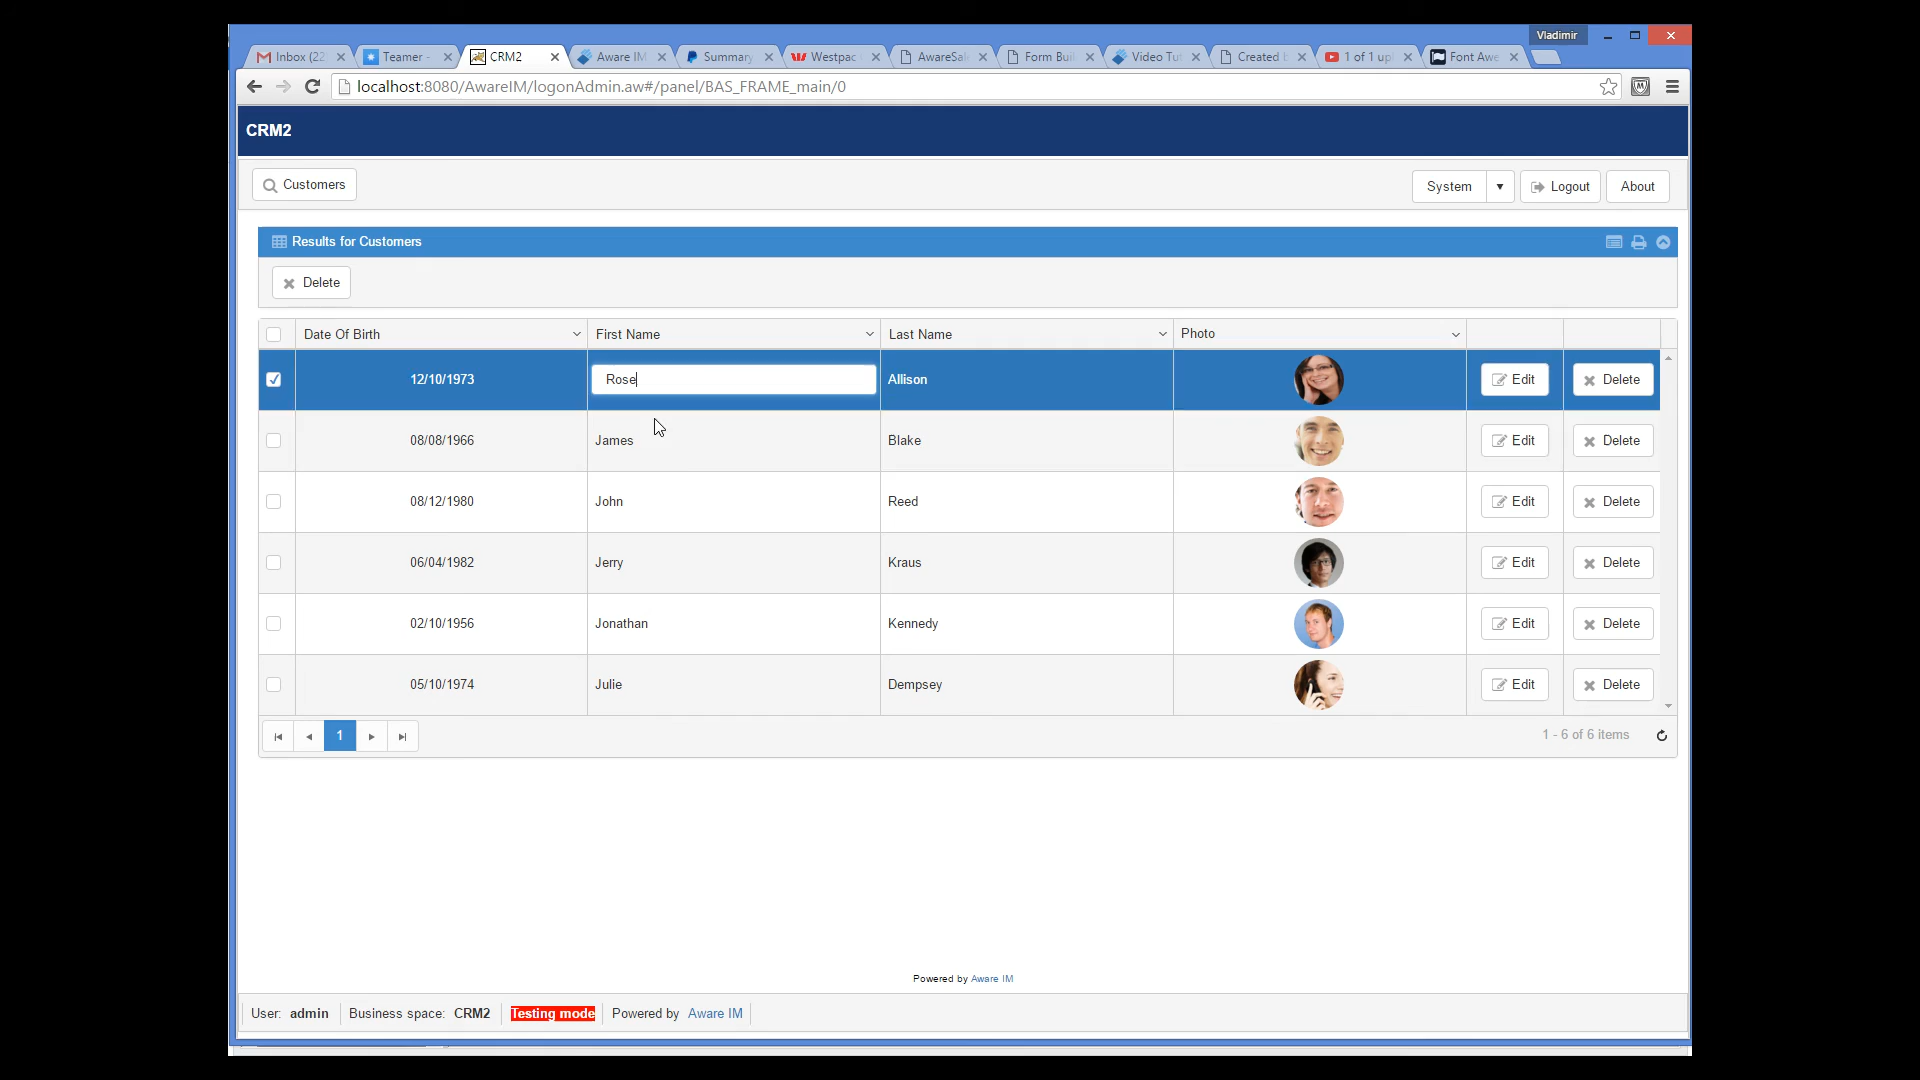 Vladimir
Inbox (22
Teamer -
CRM2
Aware IM
Summary
Westpac
AwareSal
Form Buil
Video Tut
Created b
1 of 1 upl
Font Awe
localhost:8080/AwareIM/logonAdmin.aw#/panel/BAS_FRAME_main/0
CRM2
Customers
System
Logout
About
Results for Customers
Delete
Date Of Birth First Name Last Name Photo
12/10/1973 Rose Allison Edit Delete
08/08/1966 James Blake Edit Delete
08/12/1980 John Reed Edit Delete
06/04/1982 Jerry Kraus Edit Delete
02/10/1956 Jonathan Kennedy Edit Delete
05/10/1974 Julie Dempsey Edit Delete
1
1 - 6 of 6 items
Powered by Aware IM
User: admin Business space: CRM2 Testing mode Powered by Aware IM